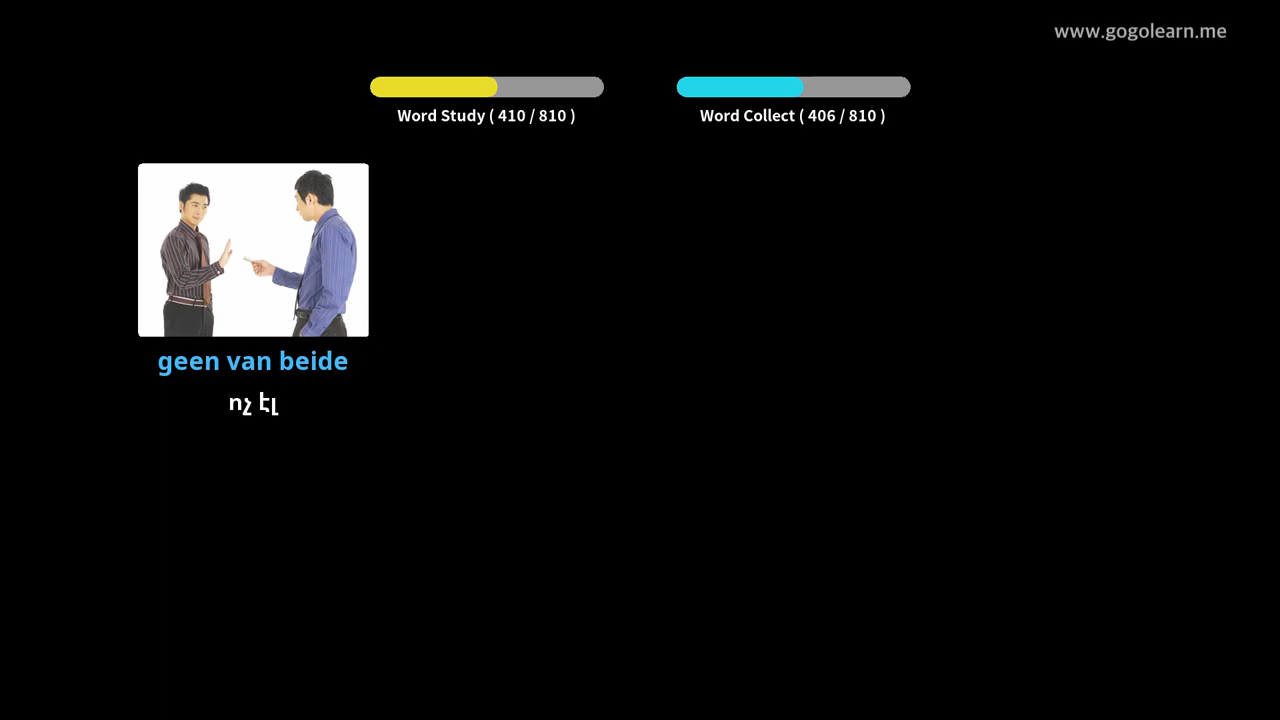 www.gogolearn.me
Word Study ( 410 / 810 )
Word Collect ( 406 / 810 )
geen van beide
ոչ էլ